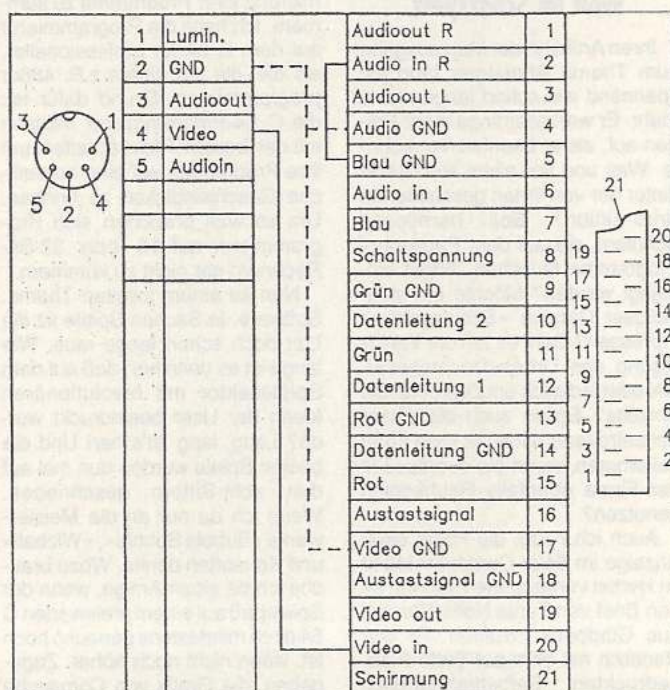 1 Lumin.
2 GND
3 Audioout
4 Video
5 Audioin
3
1
5
4
2
Audioout R 1
Audio in R 2
Audioout L 3
Audio GND 4
Blau GND 5
Audio in L 6
Blau 7
Schaltspannung 8
Grün GND 9
Datenleitung 2 10
Grün 11
Datenleitung 1 12
Rot GND 13
Datenleitung GND 14
Rot 15
Austastsignal 16
Video GND 17
Austastsignal GND 18
Video out 19
Video in 20
Schirmung 21
21
20
19
18
17
16
15
14
13
12
11
10
9
8
7
6
5
4
3
2
1